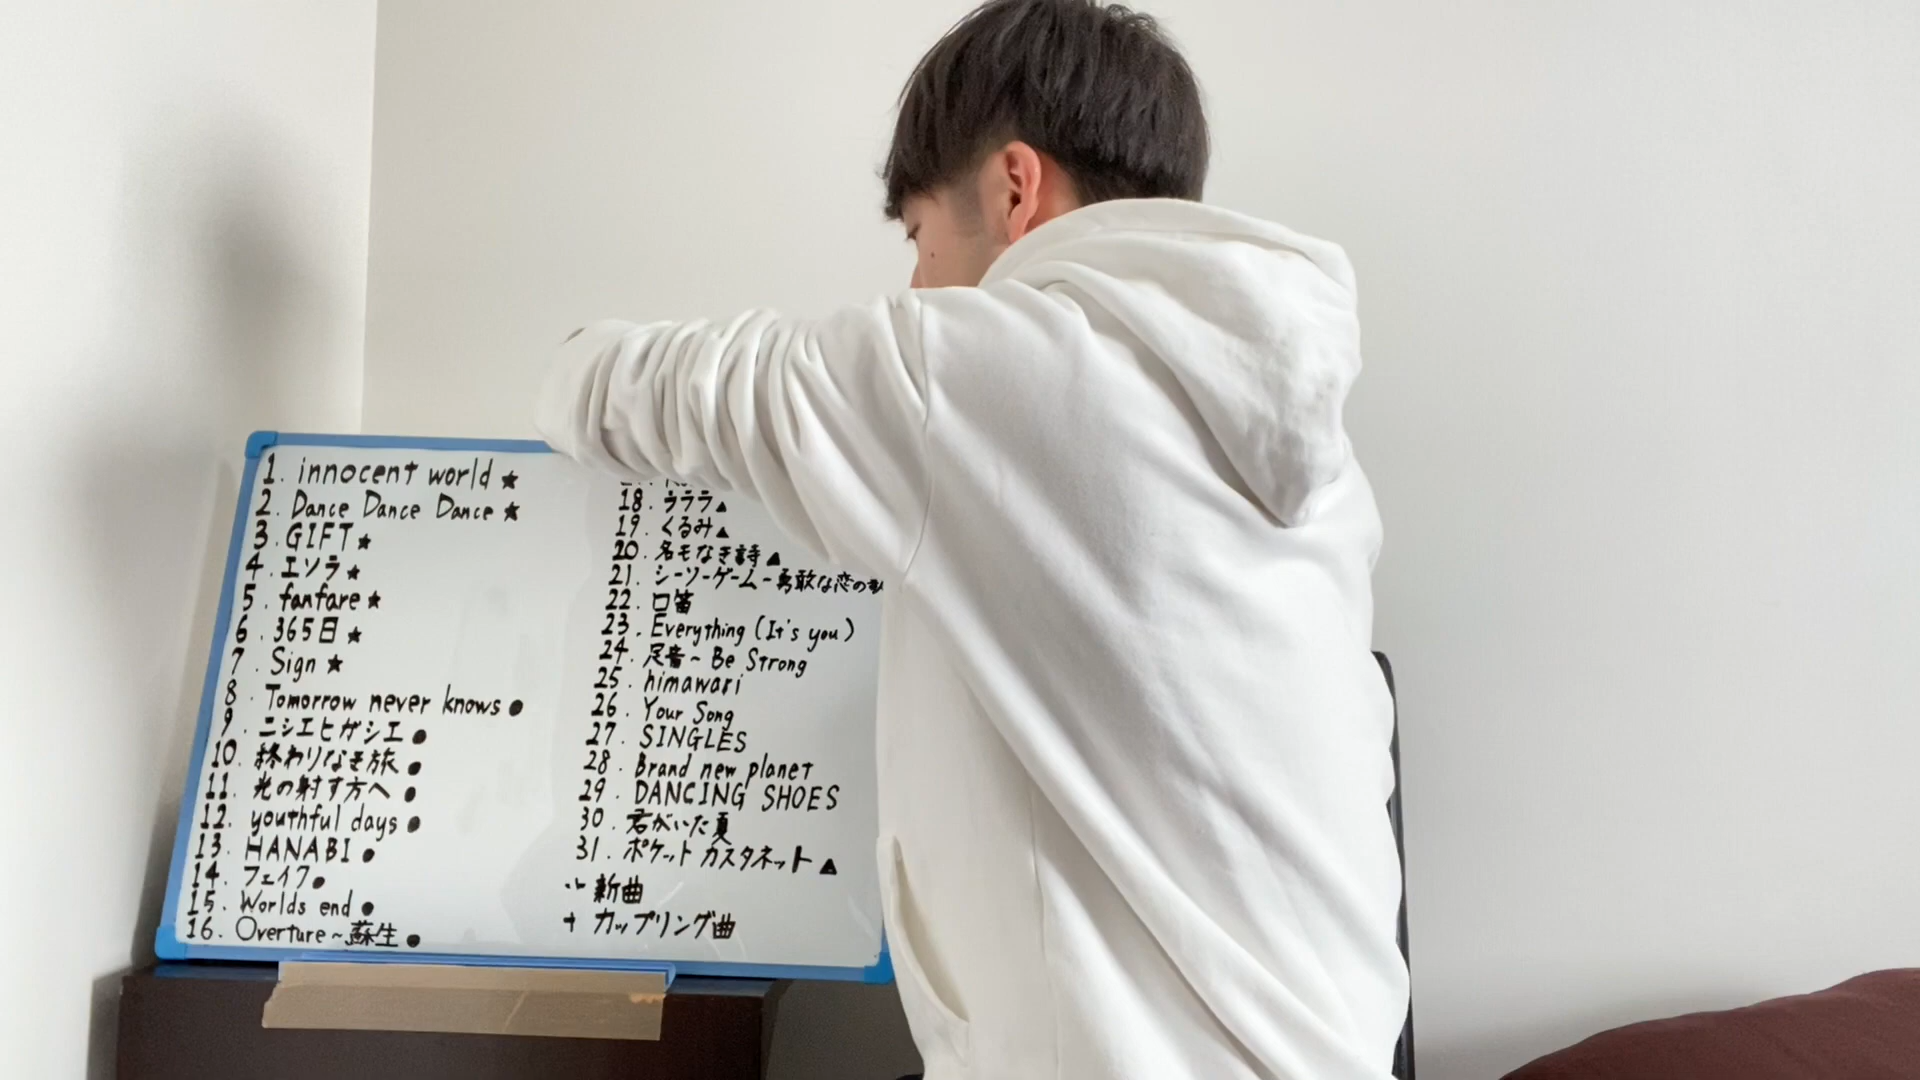 1. innocent world ★
2. Dance Dance Dance ★
3. GIFT ★
4. エソラ ★
5. fanfare ★
6. 365日 ★
7. Sign ★
8. Tomorrow never knows ●
9. ニシエヒガシエ ●
10. 終わりなき旅 ●
11. 光の射す方へ ●
12. youthful days ●
13. HANABI ●
14. フェイク ●
15. Worlds end ●
16. Overture~蘇生 ●
18. ウララ ▲
19. くるみ ▲
20. 名もなき詩 ▲
21. シーソーゲーム~勇敢な恋の
22. 口笛
23. Everything (It's you)
24. 足音~Be Strong
25. himawari
26. Your Song
27. SINGLES
28. Brand new planet
29. DANCING SHOES
30. 君がいた夏
31. ポケットカスタネット ▲
新曲
+ カップリング曲